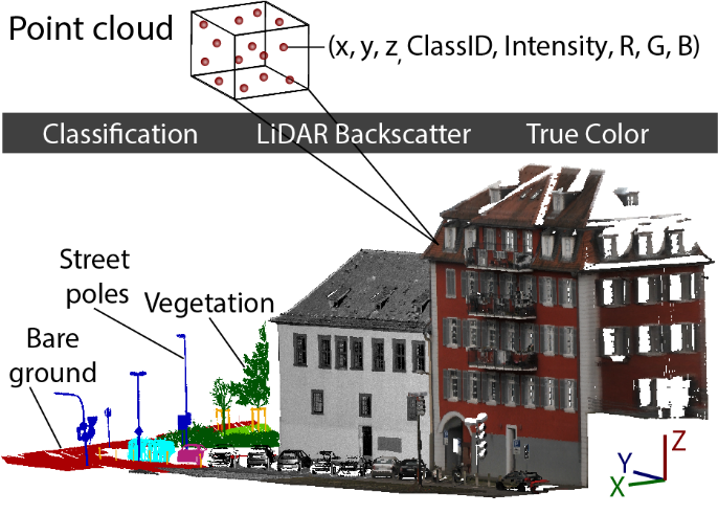 Point cloud
(x, y, z, ClassID, Intensity, R, G, B)
Classification
LiDAR Backscatter
True Color
Street
poles
Vegetation
Bare
ground
Z
Y
X